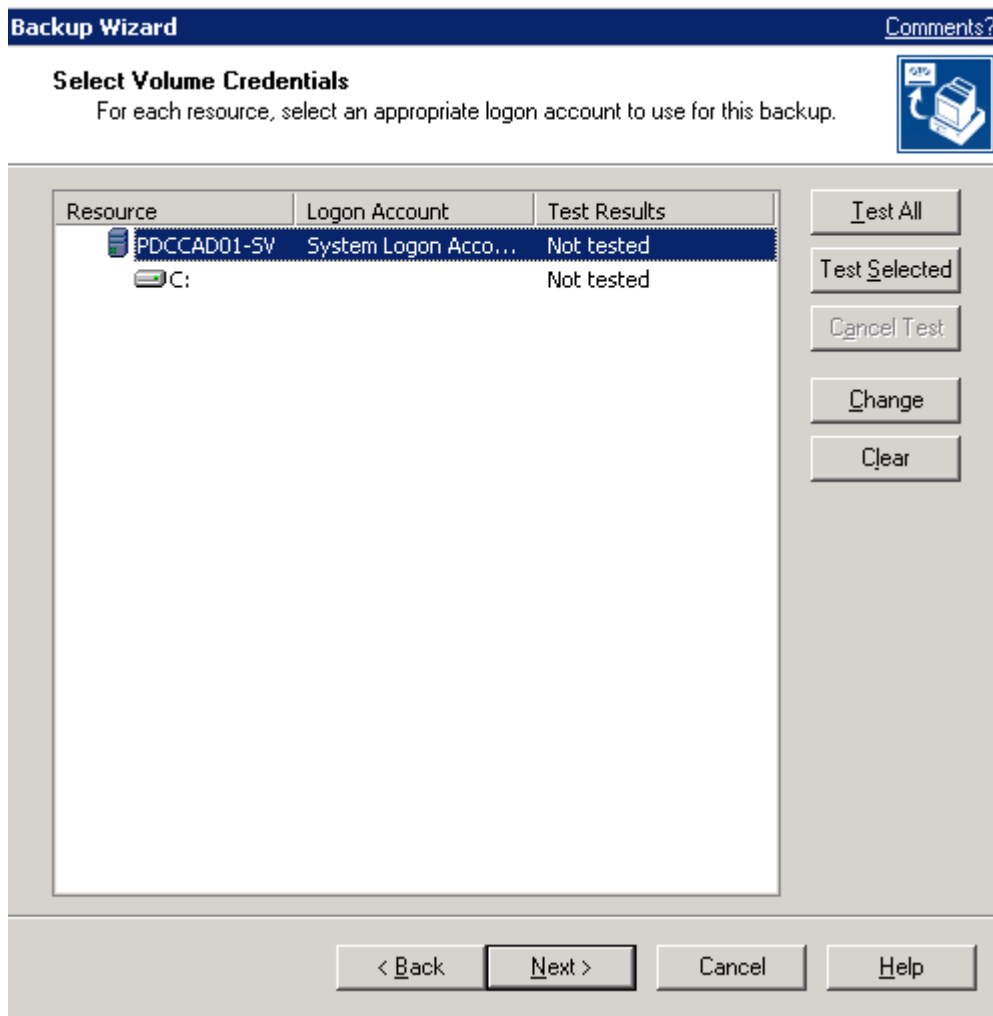 Backup Wizard Comments?
Select Volume Credentials
For each resource, select an appropriate logon account to use for this backup.
Resource Logon Account Test Results
PDCCAD01-SV System Logon Acco... Not tested
C: Not tested
Test All
Test Selected
Cancel Test
Change
Clear
< Back Next > Cancel Help